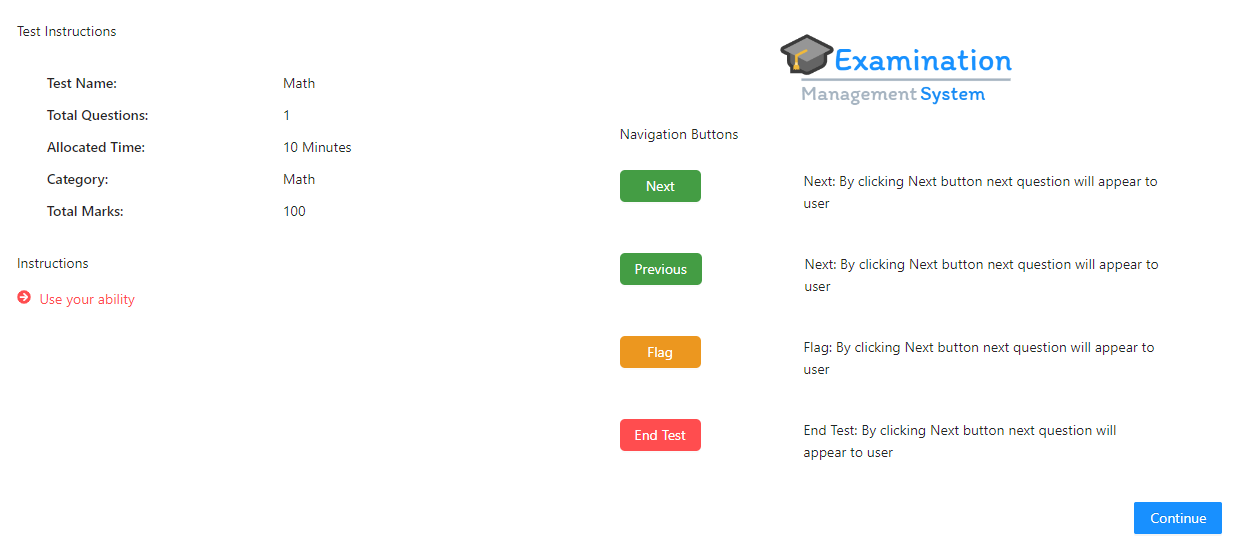 Test Instructions
Test Name: Math
Total Questions: 1
Allocated Time: 10 Minutes
Category: Math
Total Marks: 100
Instructions
Use your ability
Examination
Management System
Navigation Buttons
Next
Next: By clicking Next button next question will appear to
user
Previous
Next: By clicking Next button next question will appear to
user
Flag
Flag: By clicking Next button next question will appear to
user
End Test
End Test: By clicking Next button next question will
appear to user
Continue